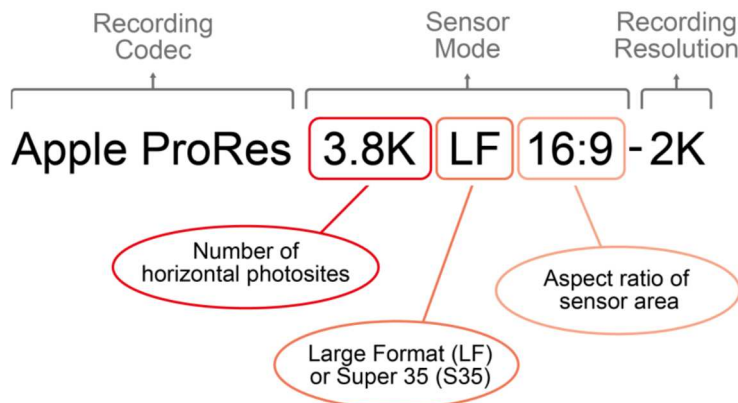 Recording
Codec
Sensor
Mode
Recording
Resolution
Apple ProRes 3.8K LF 16:9 - 2K
Number of
horizontal photosites
Large Format (LF)
or Super 35 (S35)
Aspect ratio of
sensor area